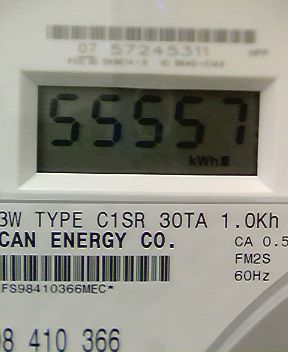 07 57245311
55557
kWh
3W TYPE C1SR 30TA 1.0Kh
CAN ENERGY CO.
CA 0.5
FM2S
60Hz
FS98410366MEC*
98 410 366